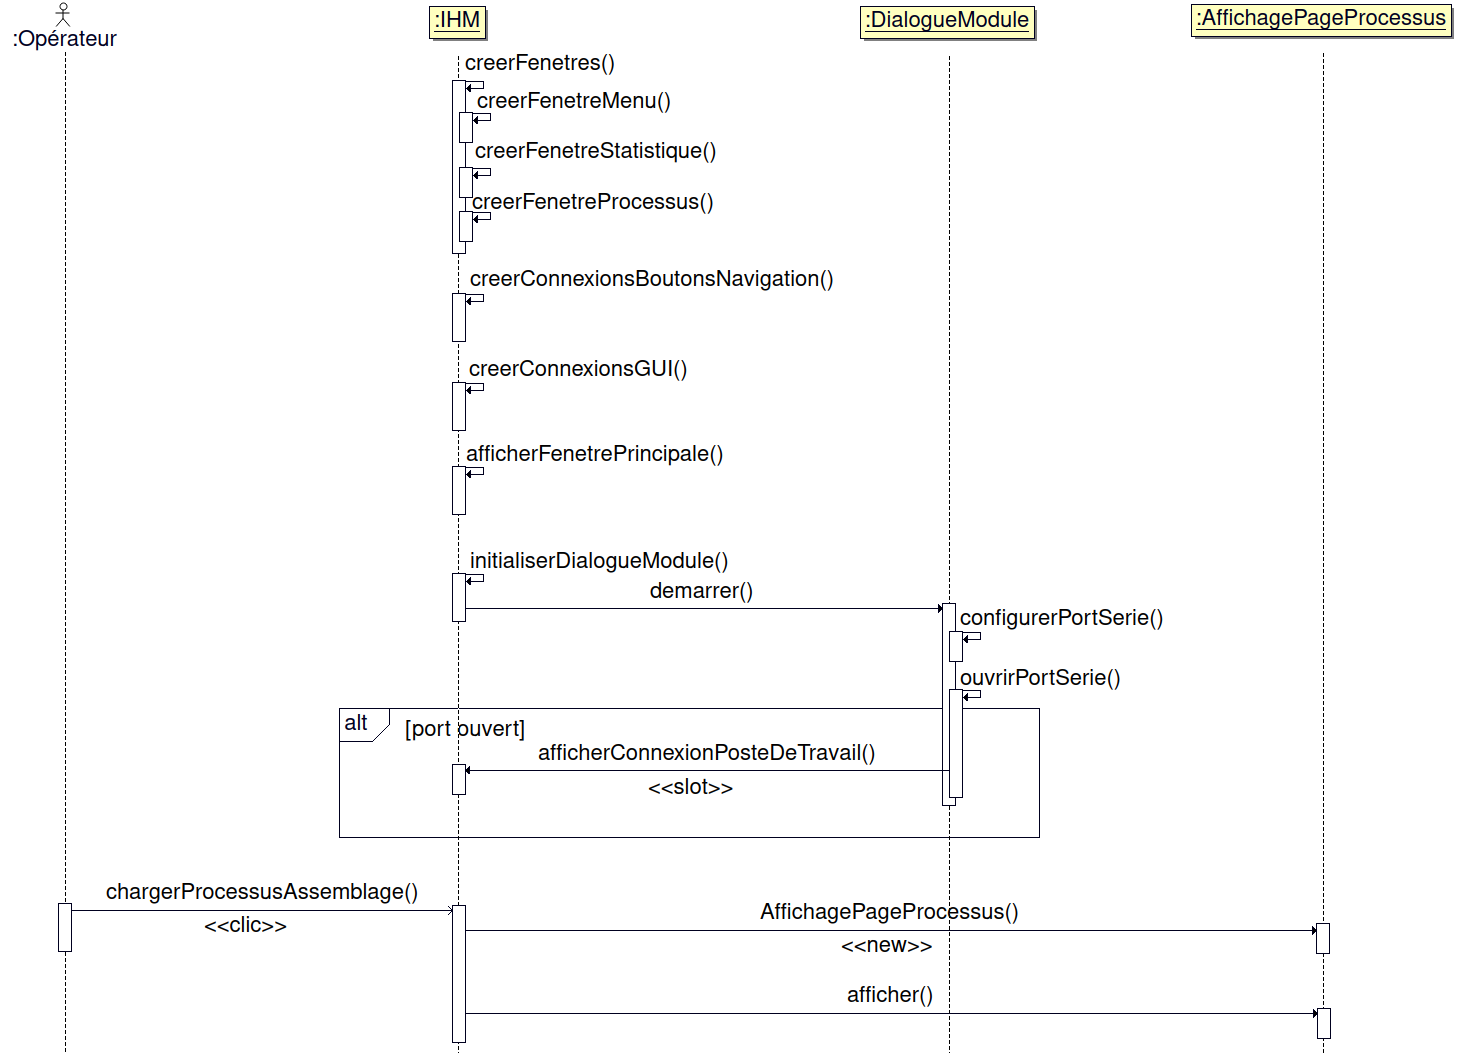 :Opérateur
:IHM
:DialogueModule
:AffichagePageProcessus
creerFenetres()
creerFenetreMenu()
creerFenetreStatistique()
creerFenetreProcessus()
creerConnexionsBoutonsNavigation()
creerConnexionsGUI()
afficherFenetrePrincipale()
initialiserDialogueModule()
demarrer()
configurerPortSerie()
ouvrirPortSerie()
alt
[port ouvert]
afficherConnexionPosteDeTravail()
<<slot>>
chargerProcessusAssemblage()
<<clic>>
AffichagePageProcessus()
<<new>>
afficher()